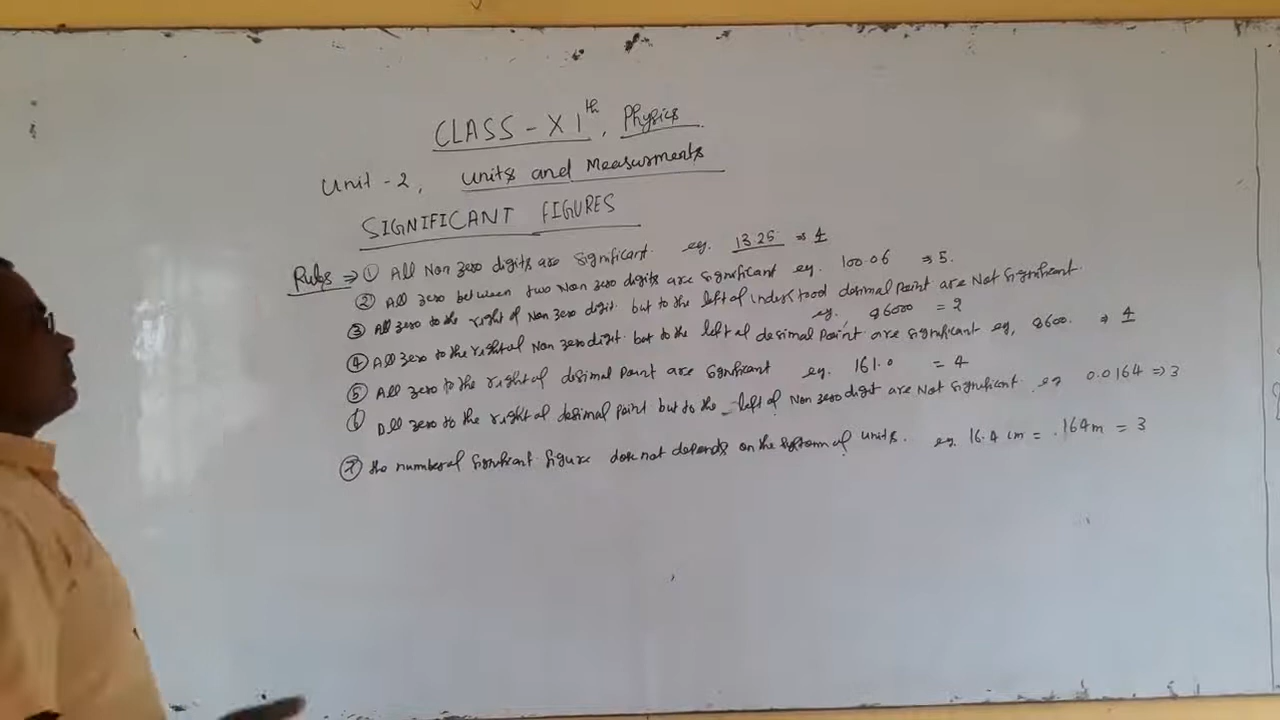 CLASS - XIth, Physics
Unit - 2, Units and Measurments
SIGNIFICANT FIGURES
Rules ⇒ ① All Non zero digits are significant. eg. 13.25 ⇒ 4
② All zero between two Non zero digits are significant eg. 100.06 ⇒ 5.
③ All zero to the right of Non zero digit but to the left of understood desimal point are Not significant.
eg. 86000 = 2
④ All zero to the right of Non zero digit but to the left of desimal Point are significant eg, 8600. ⇒ 4
⑤ All zero to the right of desimal Point are significant eg. 161.0 = 4
⑥ All zero to the right of desimal Point but to the left of Non zero digit are Not significant. eg 0.0164 ⇒ 3
⑦ the number of significant figure does not depends on the system of units. eg. 16.4 cm = .164m = 3